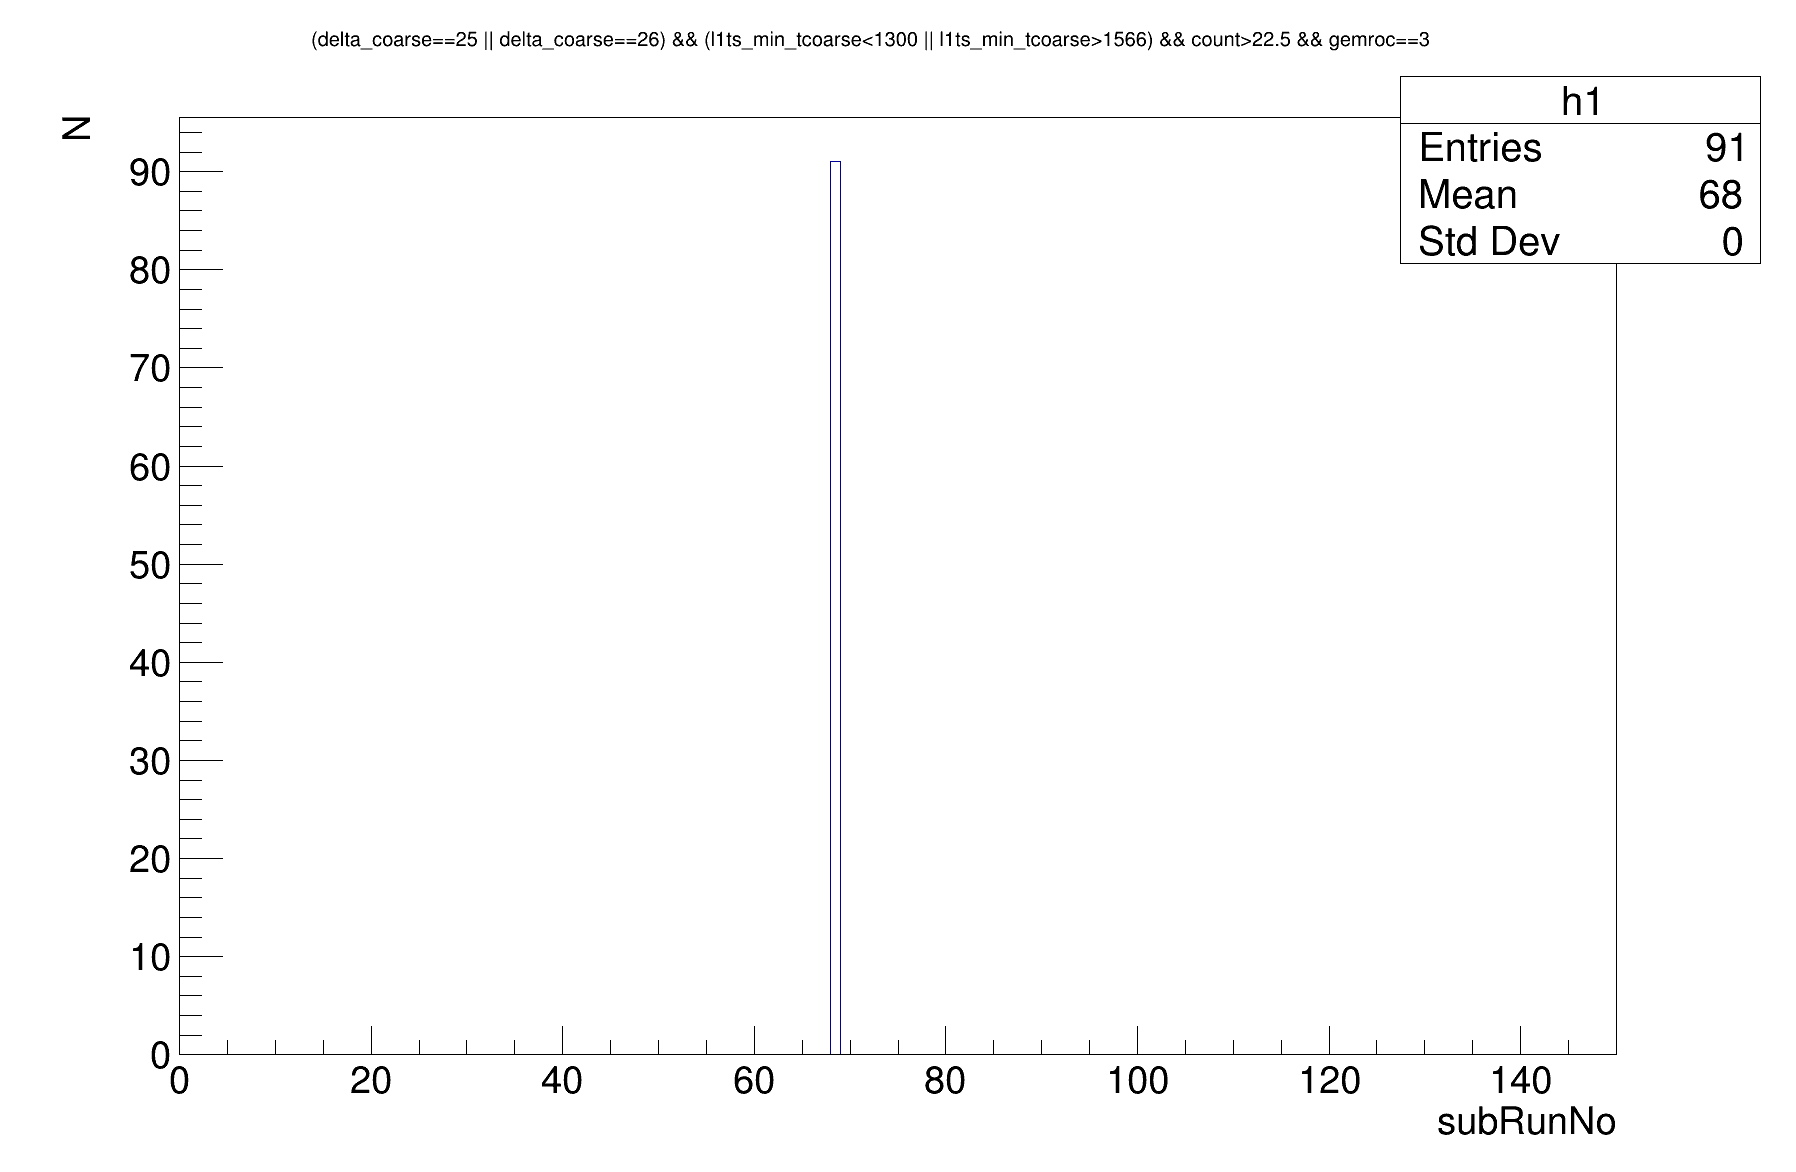 (delta_coarse==25 || delta_coarse==26) && (l1ts_min_tcoarse<1300 || l1ts_min_tcoarse>1566) && count>22.5 && gemroc==3
h1
Entries 91
Mean 68
Std Dev 0
N
90
80
70
60
50
40
30
20
10
0
0 20 40 60 80 100 120 140
subRunNo